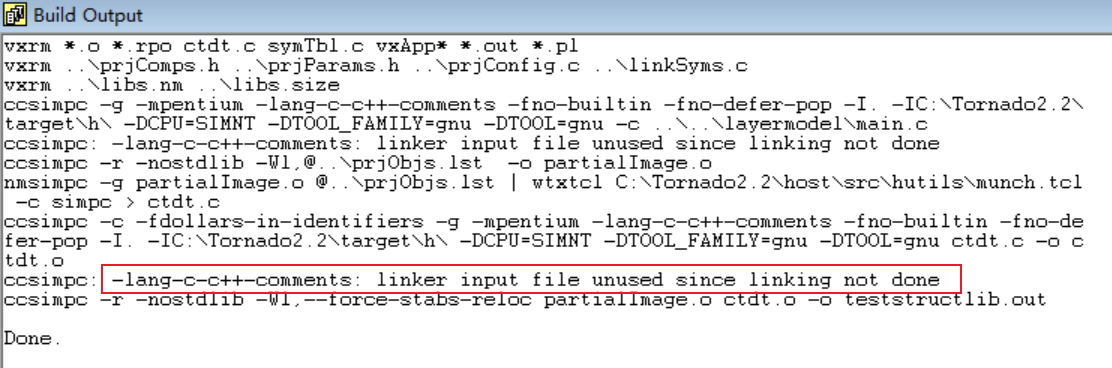 Build Output
vxrm *.o *.rpo ctdt.c symTbl.c vxApp* *.out *.pl
vxrm ..\prjComps.h ..\prjParams.h ..\prjConfig.c ..\linkSyms.c
vxrm ..\libs.nm ..\libs.size
ccsimpc -g -mpentium -lang-c-c++-comments -fno-builtin -fno-defer-pop -I. -IC:\Tornado2.2\
target\h\ -DCPU=SIMNT -DTOOL_FAMILY=gnu -DTOOL=gnu -c ..\..\layermodel\main.c
ccsimpc: -lang-c-c++-comments: linker input file unused since linking not done
ccsimpc -r -nostdlib -Wl,@..\prjObjs.lst  -o partialImage.o
nmsimpc -g partialImage.o @..\prjObjs.lst | wtxtcl C:\Tornado2.2\host\src\hutils\munch.tcl
 -c simpc > ctdt.c
ccsimpc -c -fdollars-in-identifiers -g -mpentium -lang-c-c++-comments -fno-builtin -fno-de
fer-pop -I. -IC:\Tornado2.2\target\h\ -DCPU=SIMNT -DTOOL_FAMILY=gnu -DTOOL=gnu ctdt.c -o c
tdt.o
ccsimpc: -lang-c-c++-comments: linker input file unused since linking not done
ccsimpc -r -nostdlib -Wl,--force-stabs-reloc partialImage.o ctdt.o -o teststructlib.out
Done.